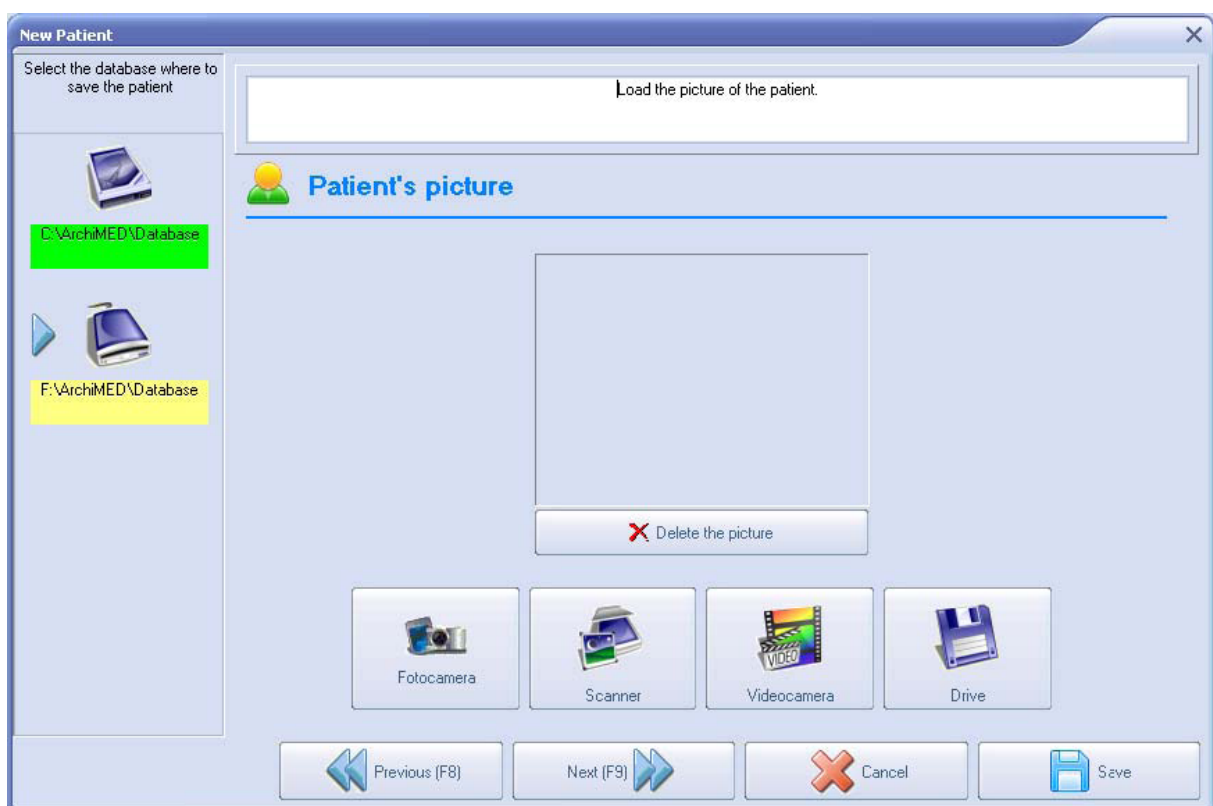 New Patient
Select the database where to
save the patient
C:\ArchiMED\Database
F:\ArchiMED\Database
Load the picture of the patient.
Patient's picture
Delete the picture
Fotocamera
Scanner
VIDEO
Videocamera
Drive
Previous (F8)
Next (F9)
Cancel
Save